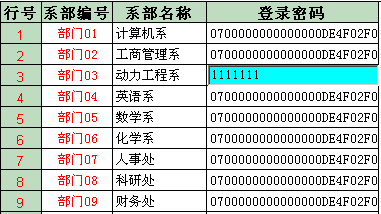 行号 系部编号 系部名称 登录密码
1 部门01 计算机系 0700000000000000DE4F02F0
2 部门02 工商管理系 0700000000000000DE4F02F0
3 部门03 动力工程系 1111111
4 部门04 英语系 0700000000000000DE4F02F0
5 部门05 数学系 0700000000000000DE4F02F0
6 部门06 化学系 0700000000000000DE4F02F0
7 部门07 人事处 0700000000000000DE4F02F0
8 部门08 科研处 0700000000000000DE4F02F0
9 部门09 财务处 0700000000000000DE4F02F0